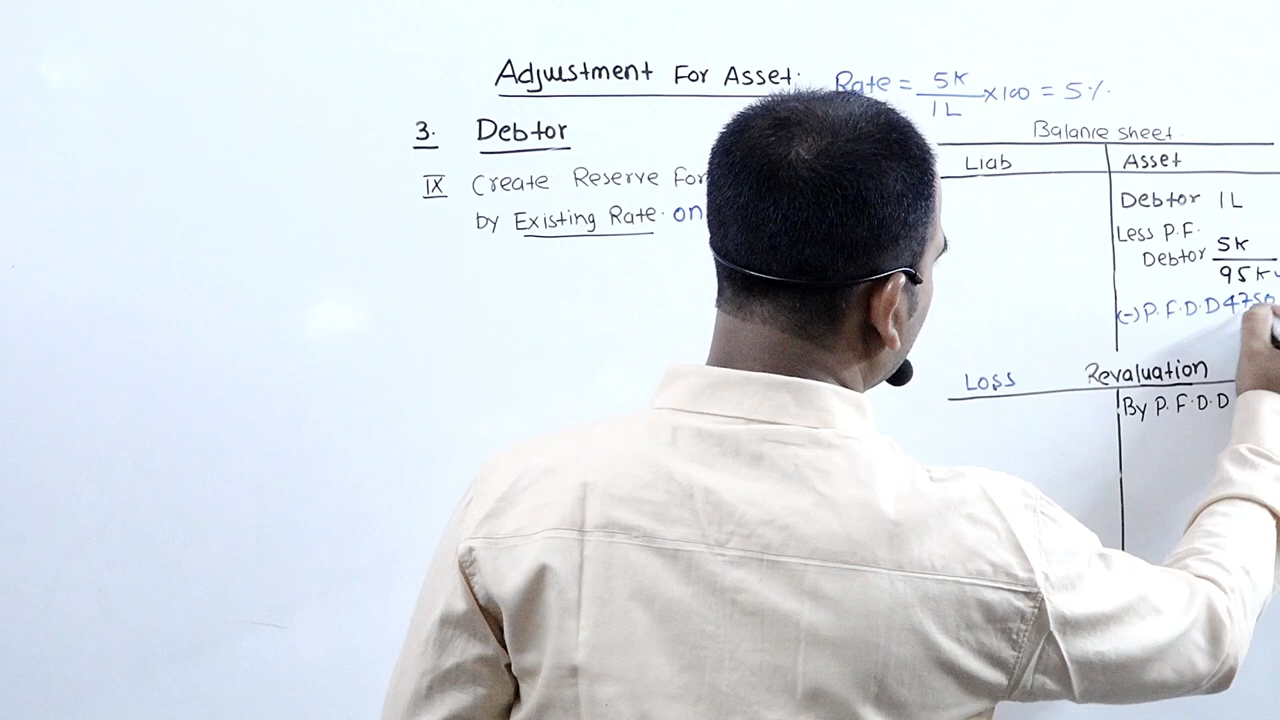 Adjustment For Asset.
Rate = 5K / 1L ×100 = 5%.
3. Debtor
IX Create Reserve For
by Existing Rate. on
Balance sheet
Liab Asset
Debtor 1L
Less P.F.
Debtor 5K
95K
(-) P.F.D.D 4750
Loss Revaluation
By P.F.D.D